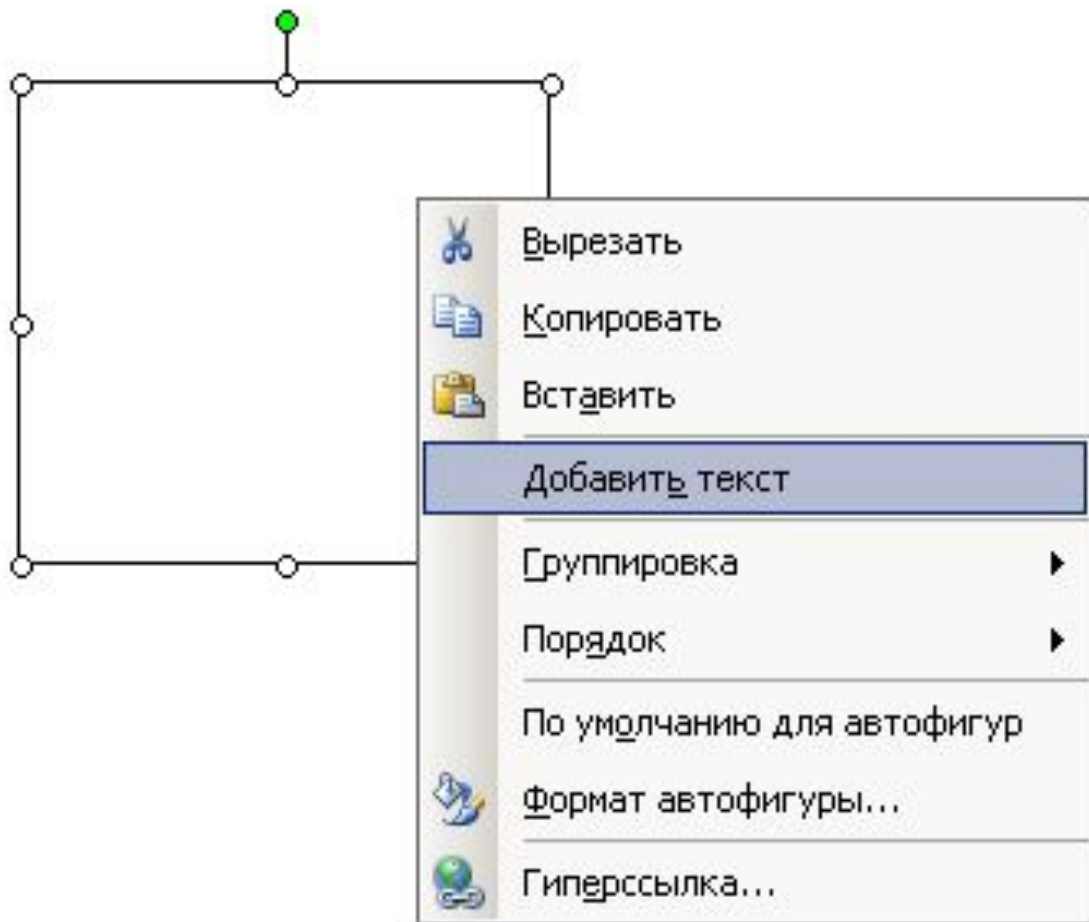 Вырезать
Копировать
Вставить
Добавить текст
Группировка
Порядок
По умолчанию для автофигур
Формат автофигуры...
Гиперссылка...